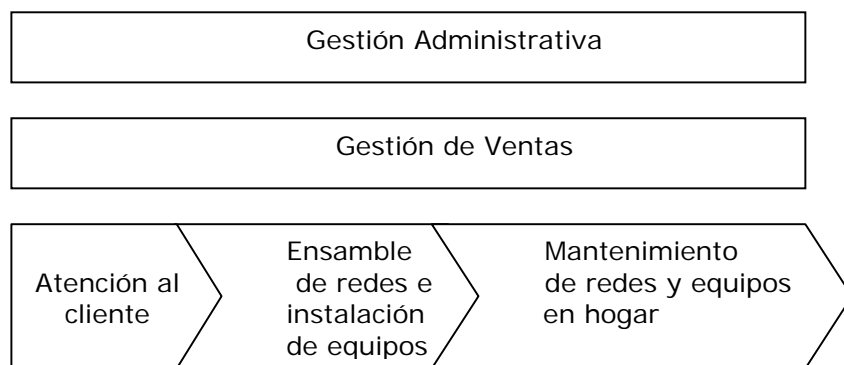 Gestión Administrativa
Gestión de Ventas
Atención al
cliente
Ensamble
de redes e
instalación
de equipos
Mantenimiento
de redes y equipos
en hogar